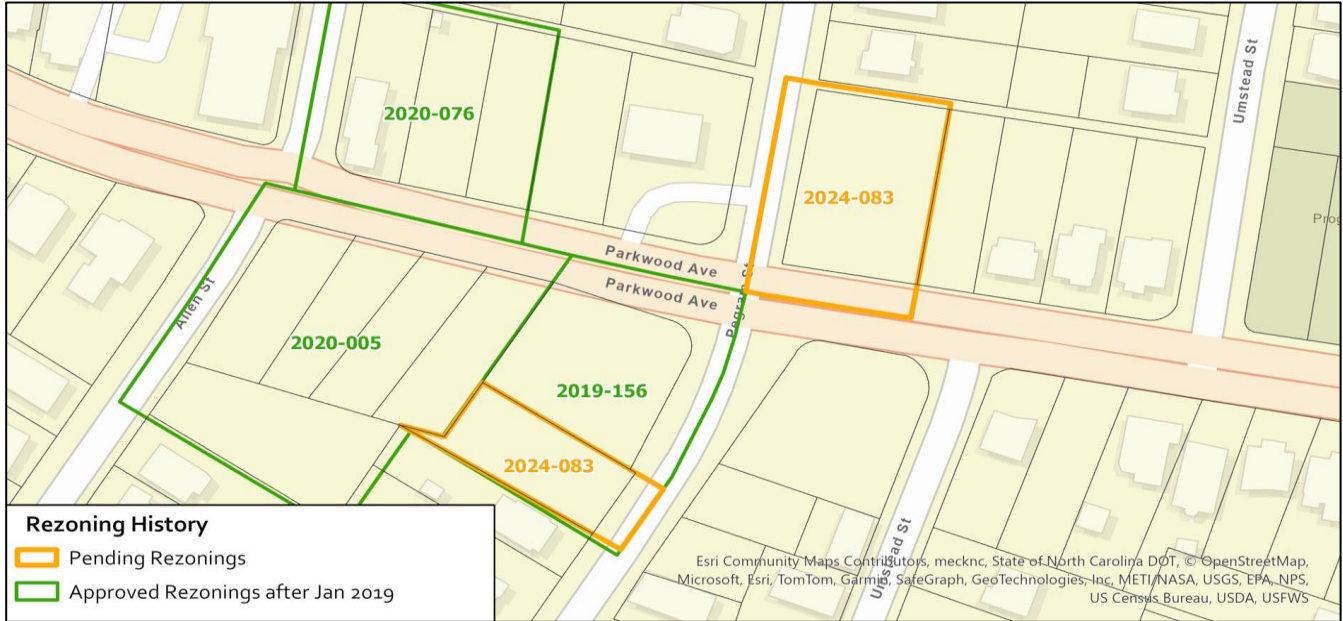 Umstead St
2020-076
2024-083
Prog
Parkwood Ave
Parkwood Ave
Pegram St
Allen St
2020-005
2019-156
2024-083
Umstead St
Rezoning History
Pending Rezonings
Approved Rezonings after Jan 2019
Esri Community Maps Contributors, mecknc, State of North Carolina DOT, © OpenStreetMap,
Microsoft, Esri, TomTom, Garmin, SafeGraph, GeoTechnologies, Inc, METI/NASA, USGS, EPA, NPS,
US Census Bureau, USDA, USFWS